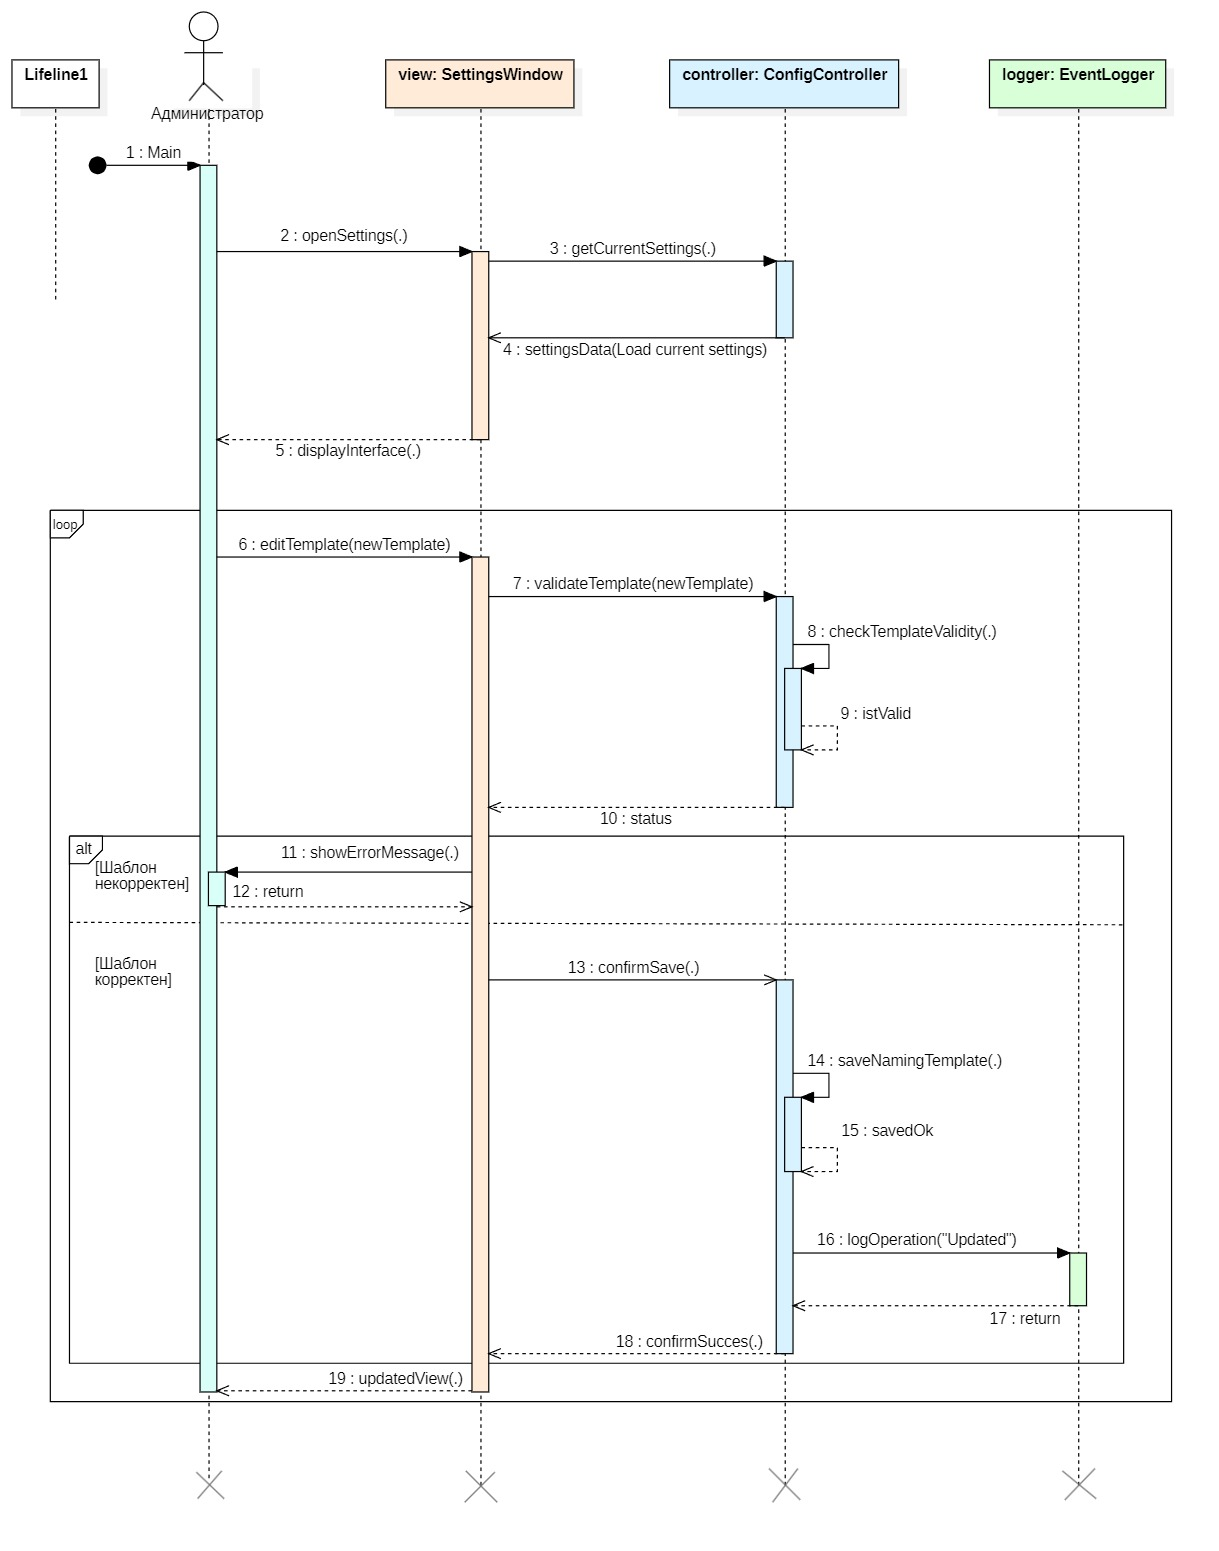 Lifeline1
Администратор
view: SettingsWindow
controller: ConfigController
logger: EventLogger
1 : Main
2 : openSettings(.)
3 : getCurrentSettings(.)
4 : settingsData(Load current settings)
5 : displayInterface(.)
loop
6 : editTemplate(newTemplate)
7 : validateTemplate(newTemplate)
8 : checkTemplateValidity(.)
9 : istValid
10 : status
alt
[Шаблон
некорректен]
11 : showErrorMessage(.)
12 : return
[Шаблон
корректен]
13 : confirmSave(.)
14 : saveNamingTemplate(.)
15 : savedOk
16 : logOperation("Updated")
17 : return
18 : confirmSucces(.)
19 : updatedView(.)